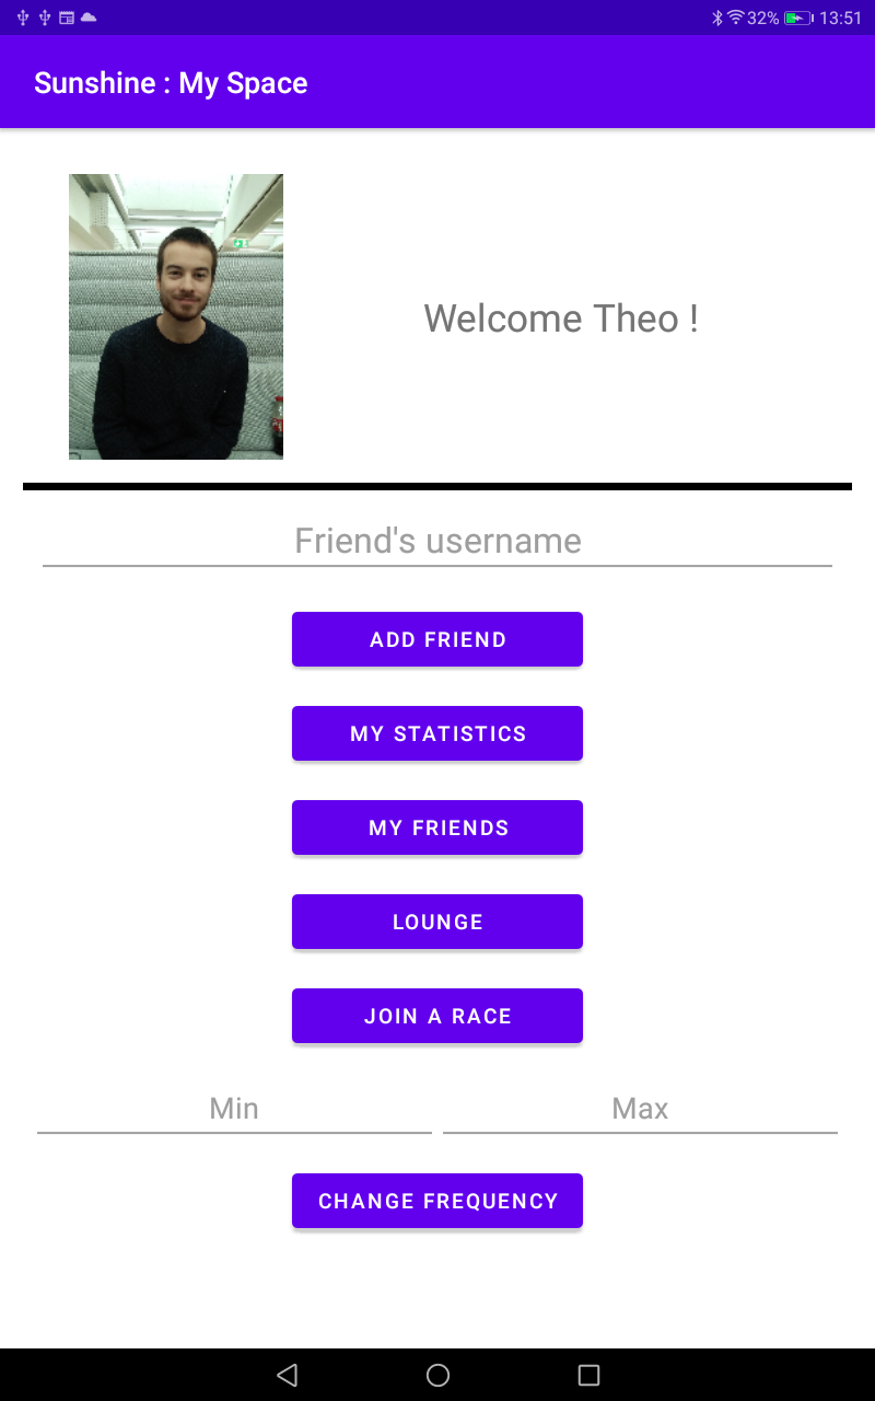 32% 13:51
Sunshine : My Space
Welcome Theo !
Friend's username
ADD FRIEND
MY STATISTICS
MY FRIENDS
LOUNGE
JOIN A RACE
Min Max
CHANGE FREQUENCY